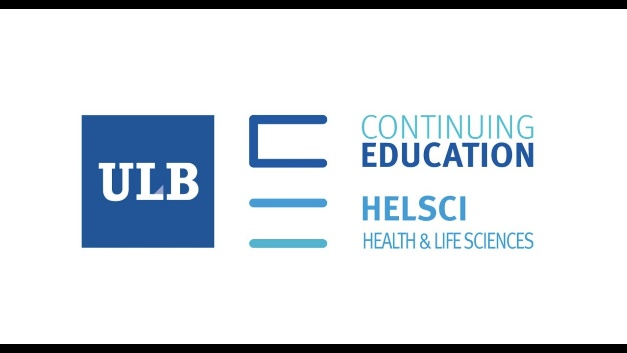 ULB
CONTINUING
EDUCATION
HELSCI
HEALTH & LIFE SCIENCES